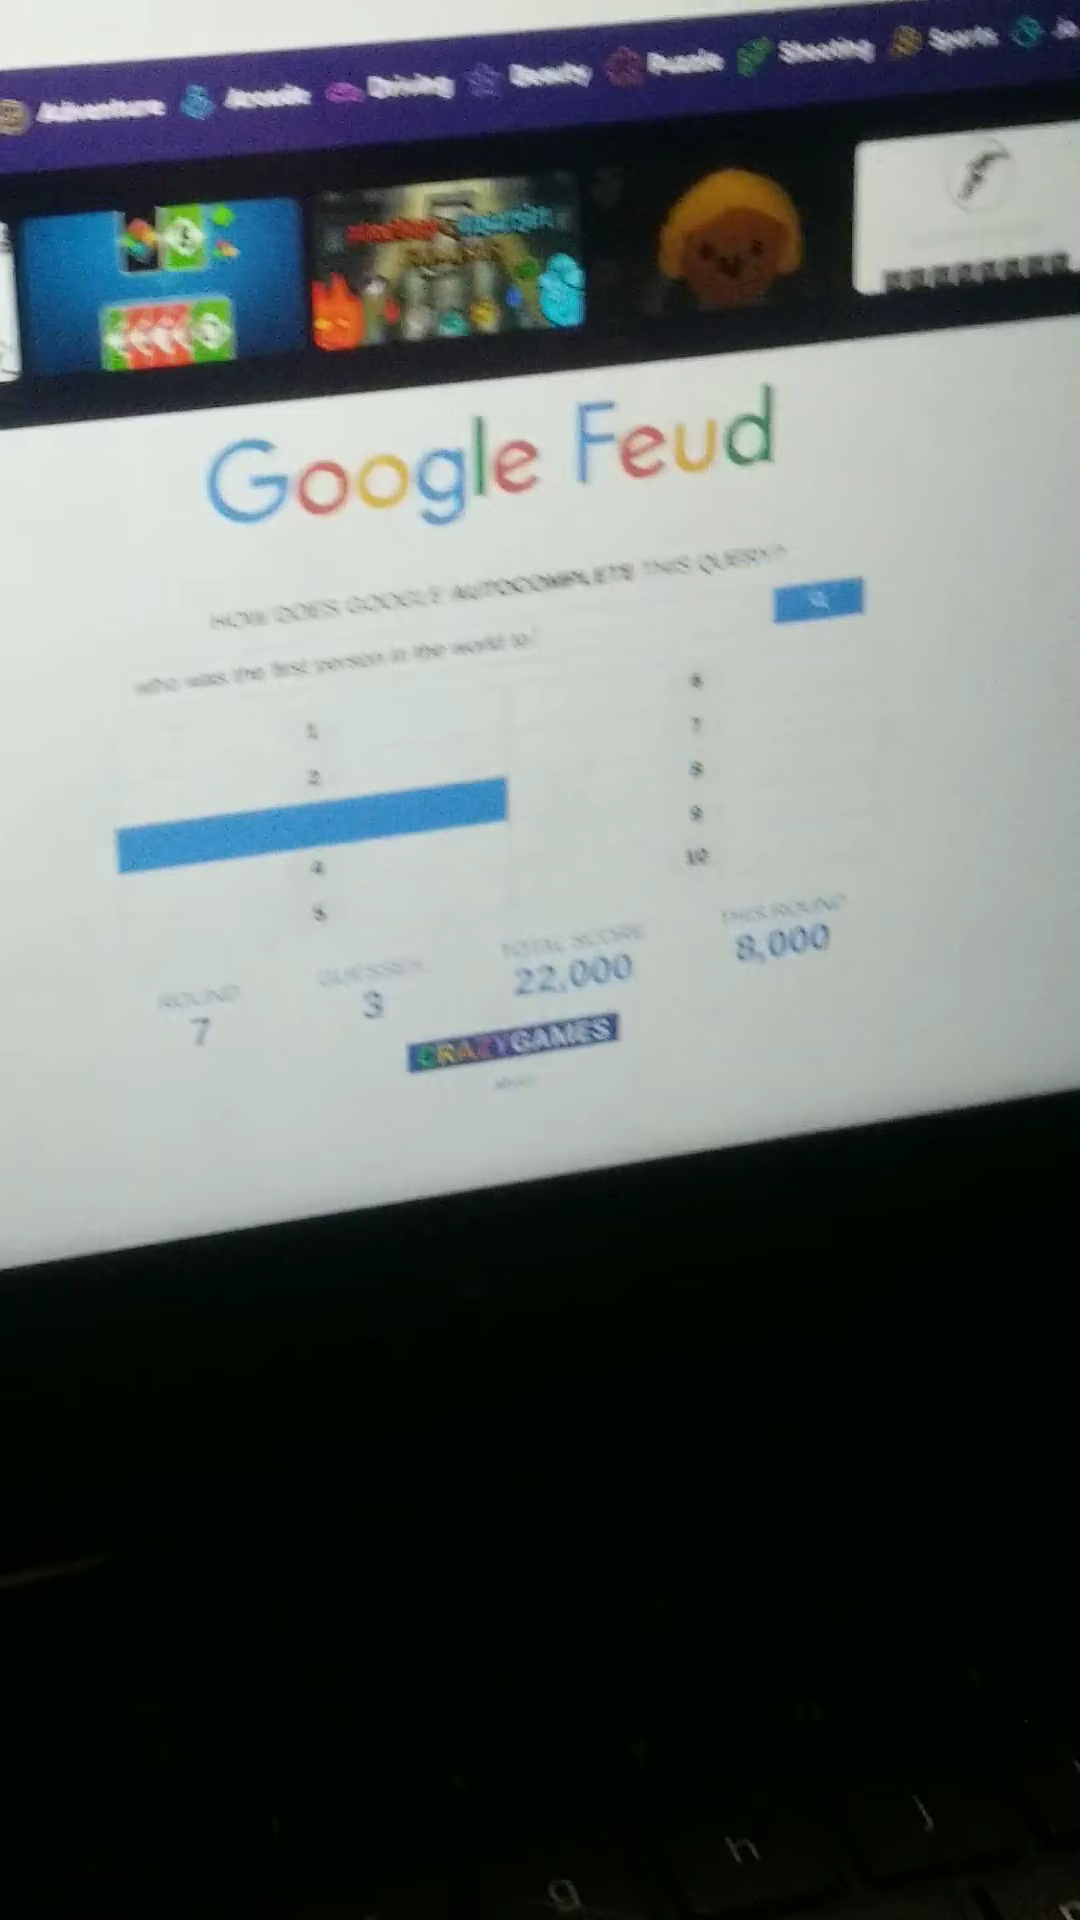 Adventure Arcade Driving Beauty Puzzle Shooting Sports
Google Feud
HOW DOES GOOGLE AUTOCOMPLETE THIS QUERY?
who was the first person in the world to
1
2
4
5
6
7
8
9
10
ROUND
7
GUESSES
3
TOTAL SCORE
22,000
THIS ROUND
8,000
CRAZYGAMES
g h j